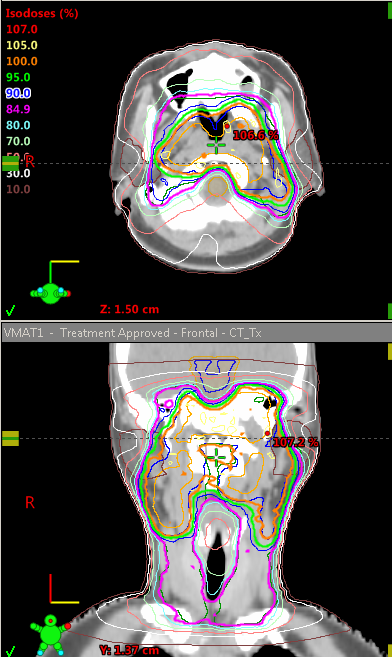 Isodoses (%)
107.0
105.0
100.0
95.0
90.0
84.9
80.0
70.0
30.0
10.0
R
106.6 %
Z: 1.50 cm
VMAT1 - Treatment Approved - Frontal - CT_Tx
107.2 %
R
Y: 1.37 cm